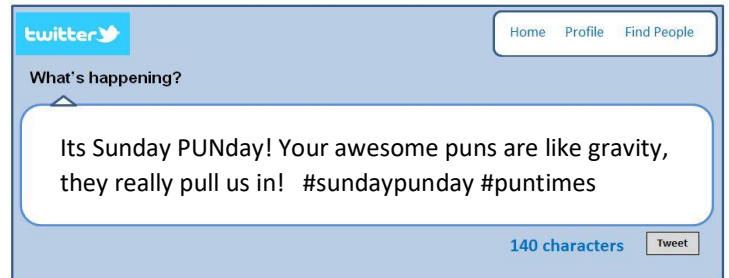 twitter
Home Profile Find People
What's happening?
Its Sunday PUNday! Your awesome puns are like gravity,
they really pull us in! #sundaypunday #puntimes
140 characters Tweet